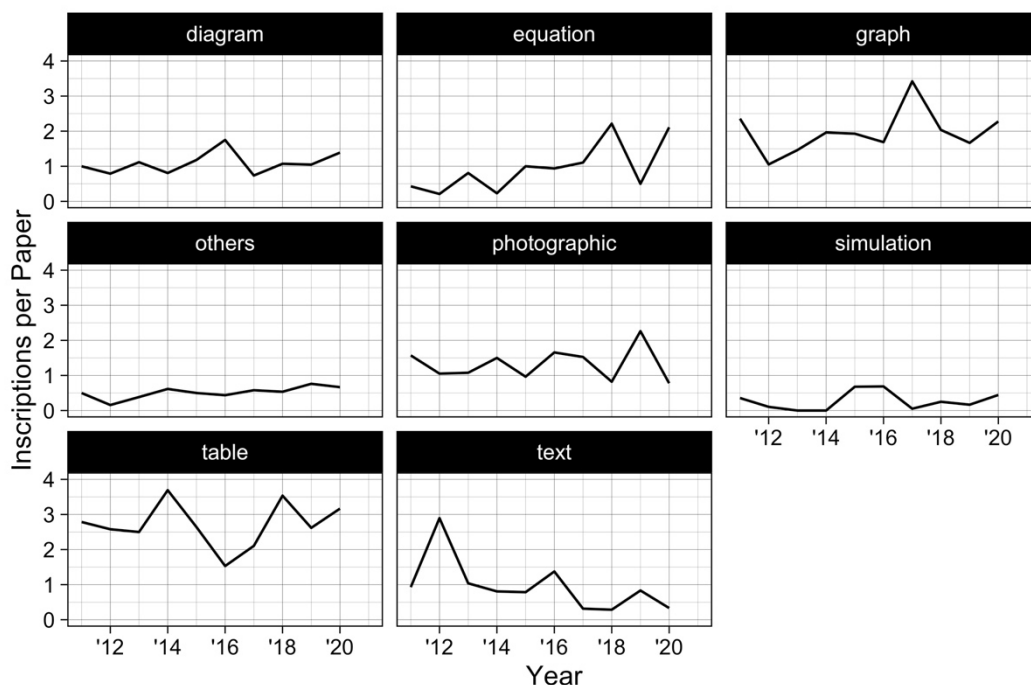 diagram equation graph
4
3
2
1
0
others photographic simulation
4
3
2
1
0
'12 '14 '16 '18 '20
table text
4
3
2
1
0
'12 '14 '16 '18 '20 '12 '14 '16 '18 '20
Inscriptions per Paper
Year